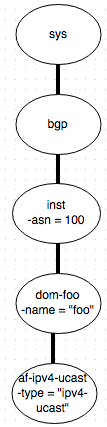 sys
bgp
inst
-asn = 100
dom-foo
-name = "foo"
af-ipv4-ucast
-type = "ipv4-
ucast"